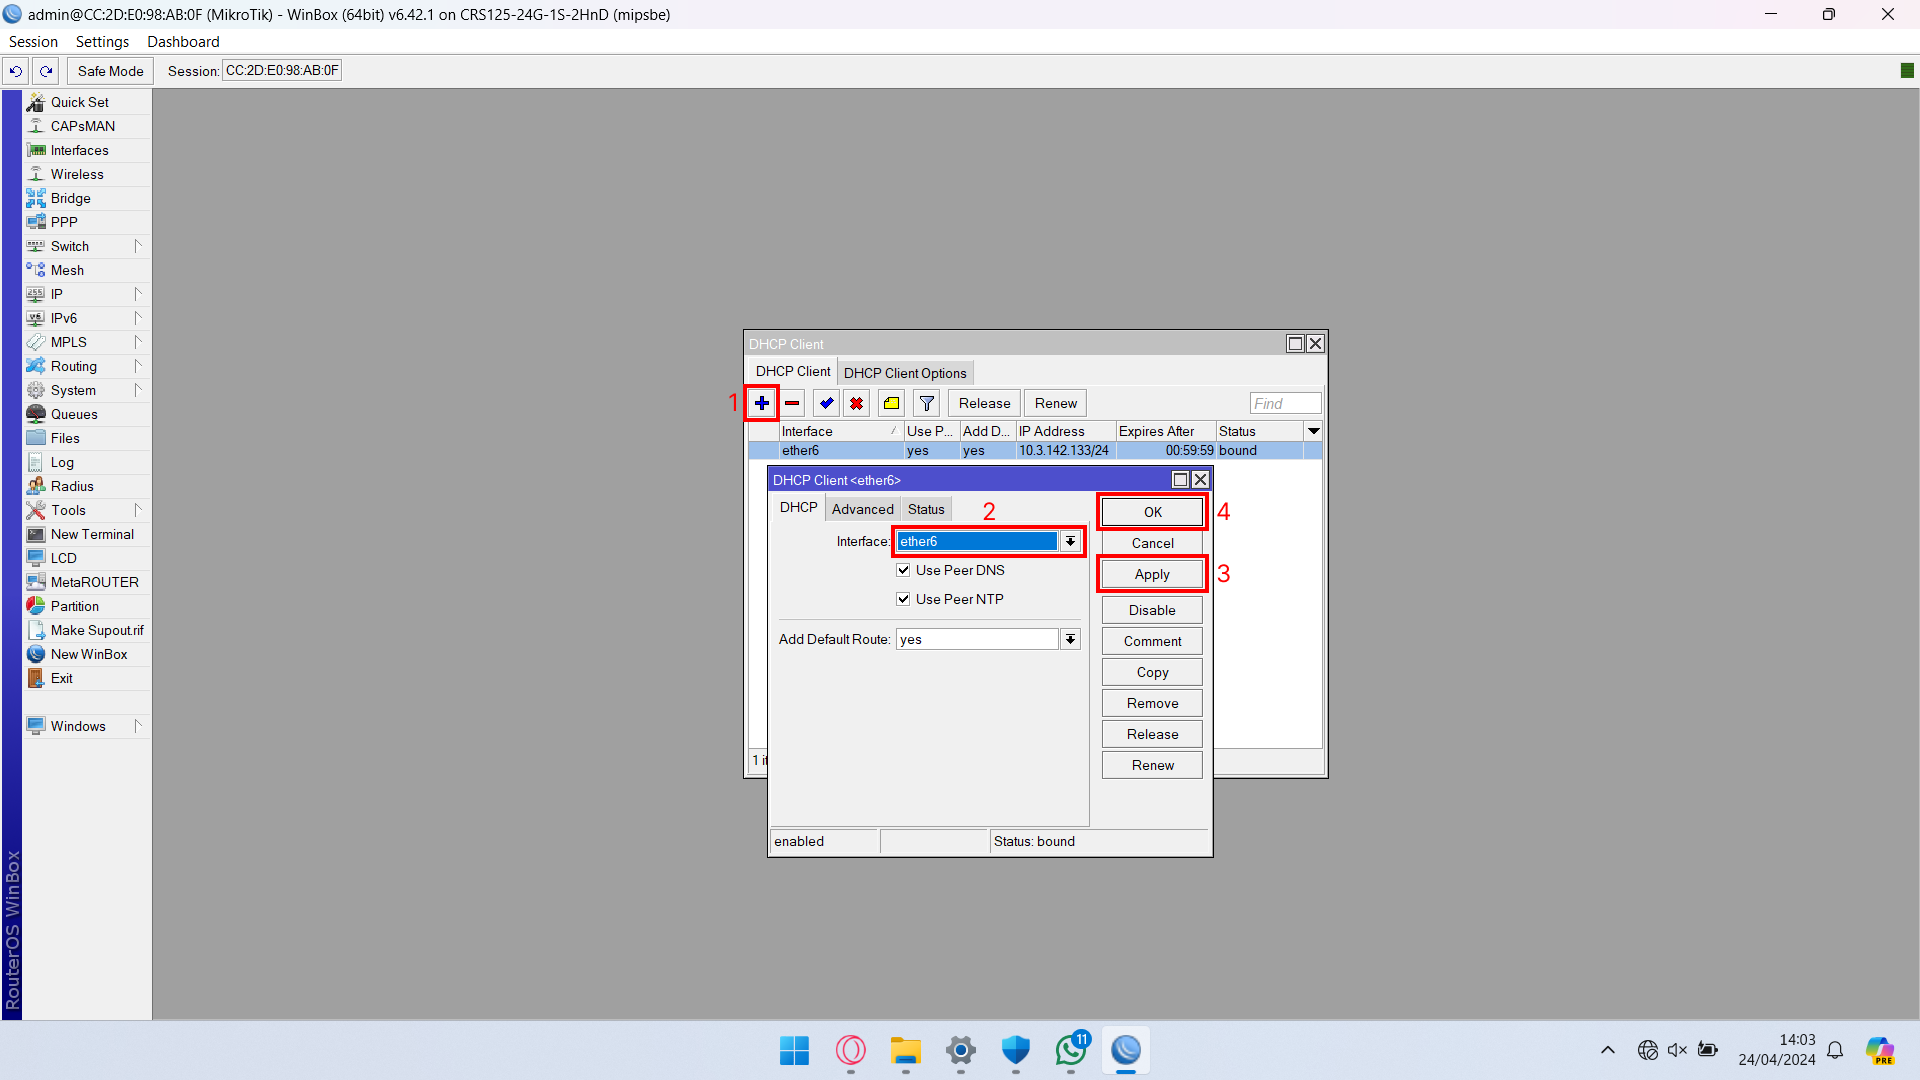 admin@CC:2D:E0:98:AB:0F (MikroTik) - WinBox (64bit) v6.42.1 on CRS125-24G-1S-2HnD (mipsbe)
Session Settings Dashboard
Safe Mode Session: CC:2D:E0:98:AB:0F
Quick Set
CAPsMAN
Interfaces
Wireless
Bridge
PPP
Switch
Mesh
IP
IPv6
MPLS
Routing
System
Queues
Files
Log
Radius
Tools
New Terminal
LCD
MetaROUTER
Partition
Make Supout.rif
New WinBox
Exit
Windows
RouterOS WinBox
DHCP Client
DHCP Client DHCP Client Options
1 Release Renew Find
Interface Use P... Add D... IP Address Expires After Status
ether6 yes yes 10.3.142.133/24 00:59:59 bound
1 it
DHCP Client <ether6>
DHCP Advanced Status 2
Interface: ether6
Use Peer DNS
Use Peer NTP
Add Default Route: yes
OK 4
Cancel
Apply 3
Disable
Comment
Copy
Remove
Release
Renew
enabled Status: bound
11
14:03
24/04/2024
PRE